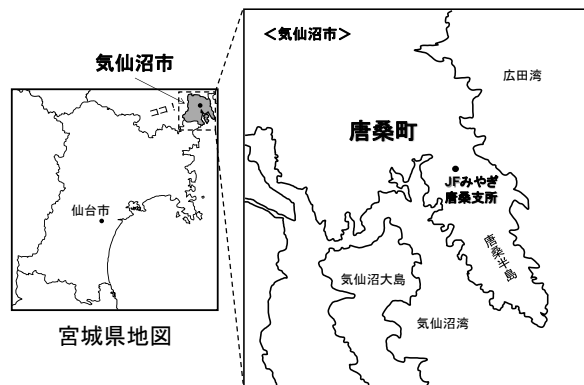 気仙沼市
ココ!
仙台市
宮城県地図
<気仙沼市>
広田湾
唐桑町
JFみやぎ
唐桑支所
唐桑半島
気仙沼大島
気仙沼湾